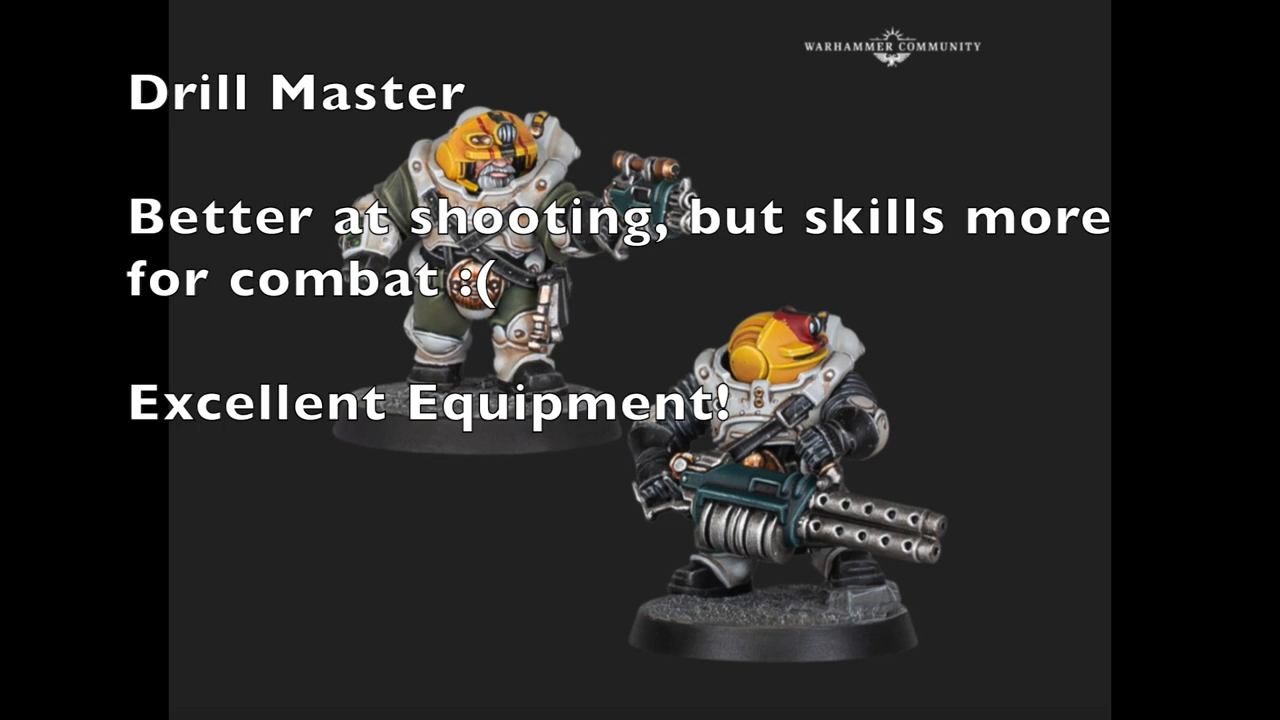 WARHAMMER COMMUNITY
Drill Master
Better at shooting, but skills more
for combat :(
Excellent Equipment!